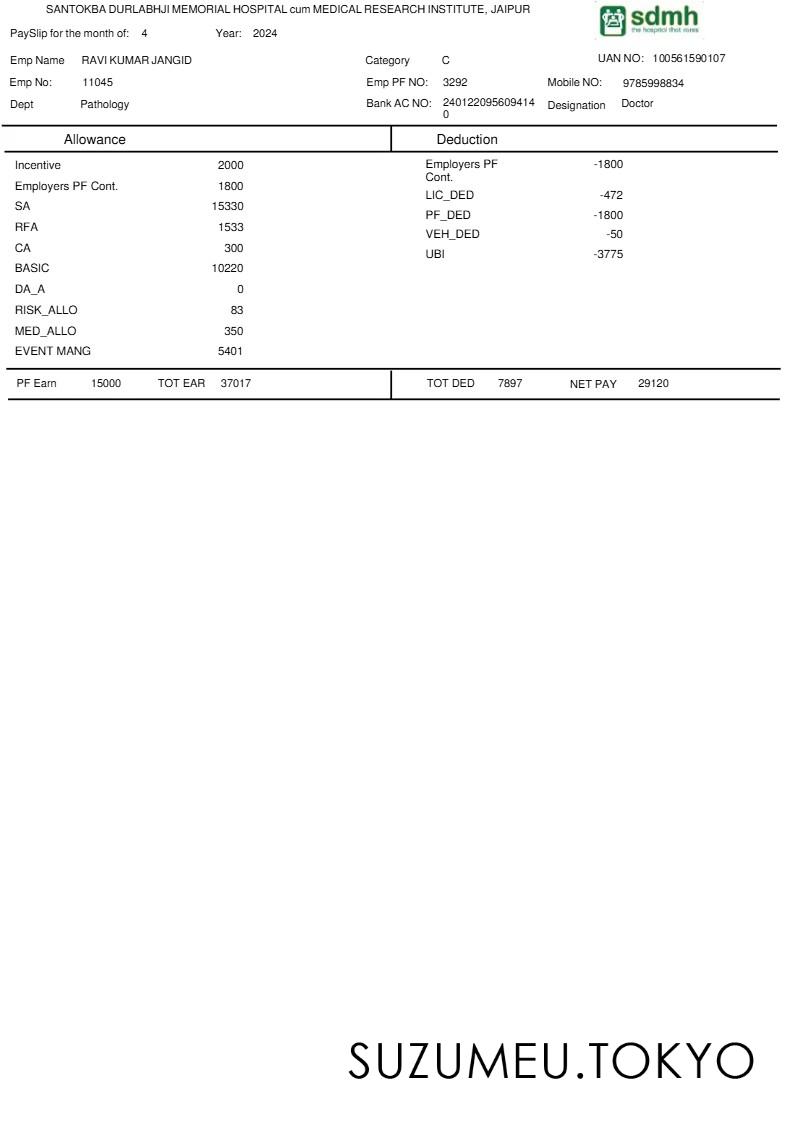 SANTOKBA DURLABHJI MEMORIAL HOSPITAL cum MEDICAL RESEARCH INSTITUTE, JAIPUR
sdmh
the hospital that cares
PaySlip for the month of: 4 Year: 2024
Emp Name RAVI KUMAR JANGID Category C UAN NO: 100561590107
Emp No: 11045 Emp PF NO: 3292 Mobile NO: 9785998834
Dept Pathology Bank AC NO: 240122095609414 Designation Doctor
0
Allowance Deduction
Incentive 2000 Employers PF -1800
Cont.
Employers PF Cont. 1800 LIC_DED -472
SA 15330 PF_DED -1800
RFA 1533 VEH_DED -50
CA 300 UBI -3775
BASIC 10220
DA_A 0
RISK_ALLO 83
MED_ALLO 350
EVENT MANG 5401
PF Earn 15000 TOT EAR 37017 TOT DED 7897 NET PAY 29120
SUZUMEU.TOKYO